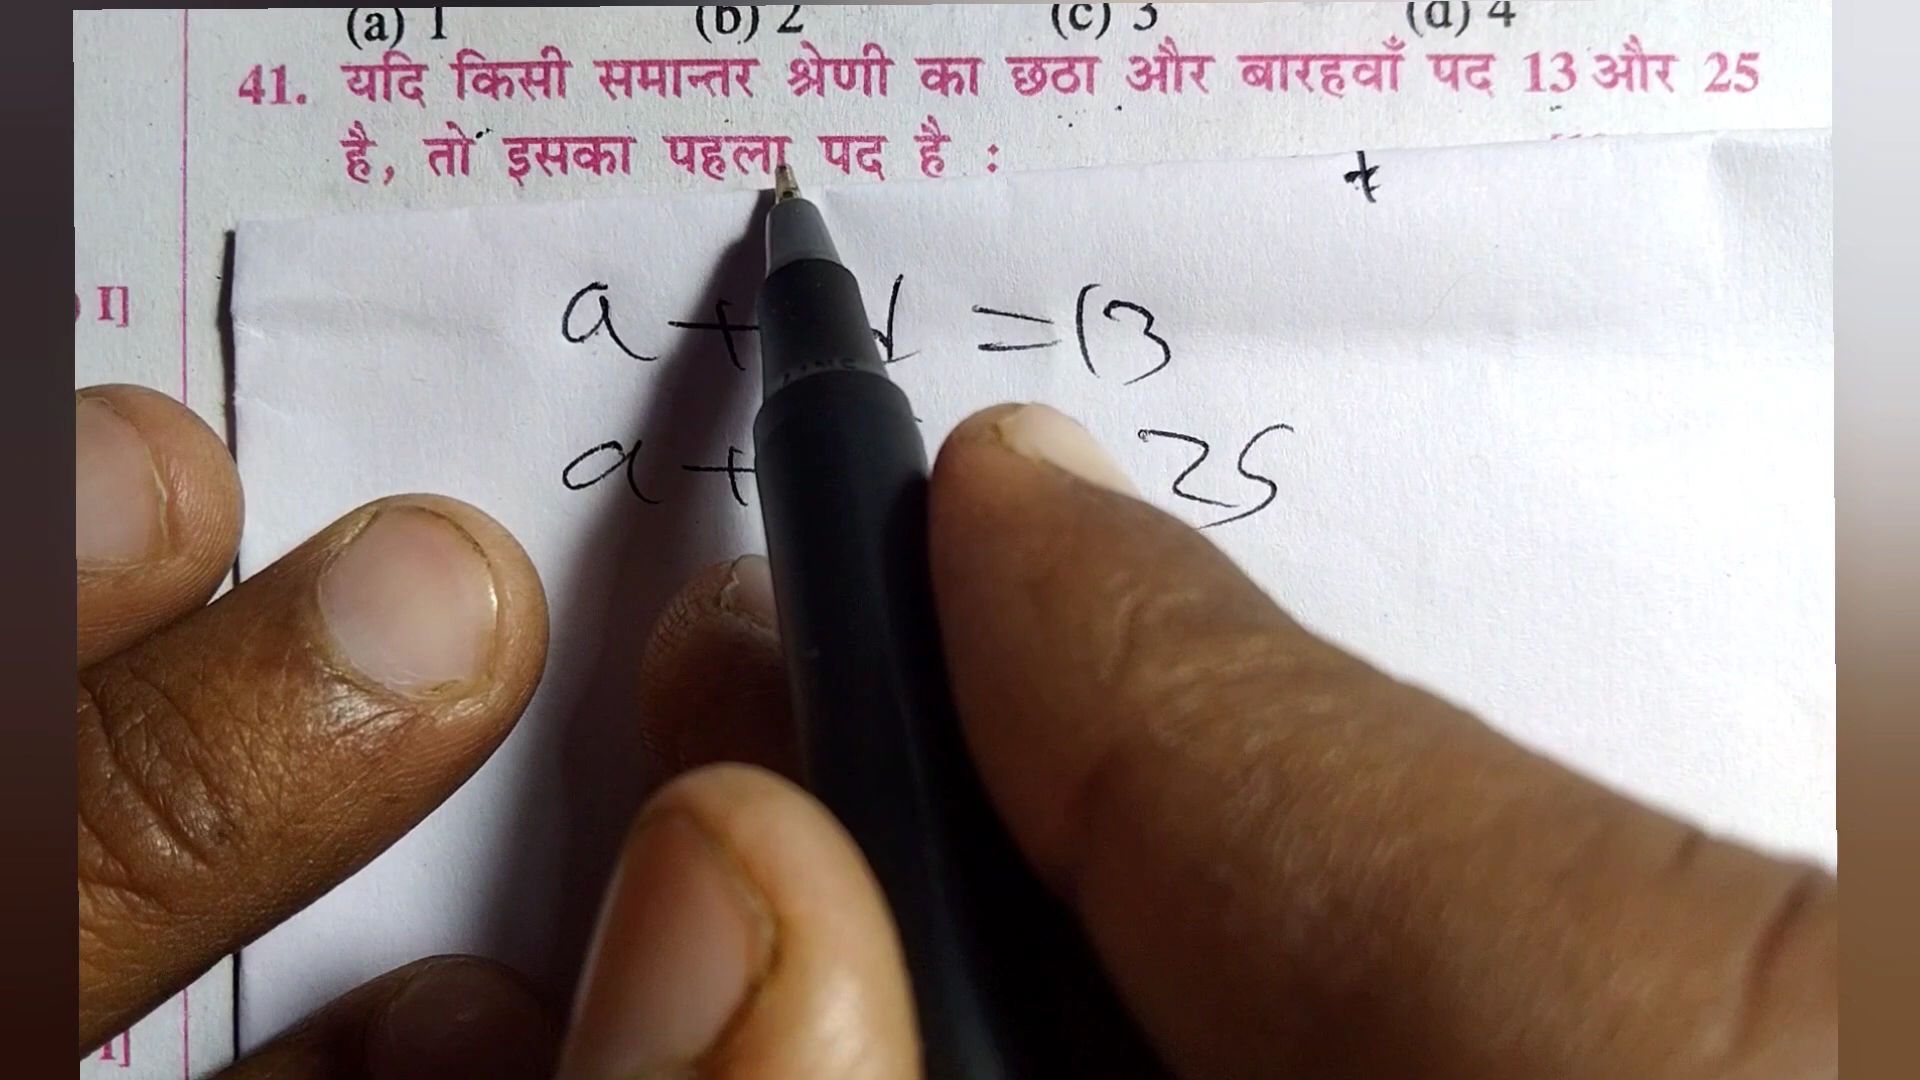 (a) 1 (b) 2 (c) 3 (d) 4
41. यदि किसी समान्तर श्रेणी का छठा और बारहवाँ पद 13 और 25
है, तो इसका पहला पद है :
I]
a + d = 13
a + 25
I]